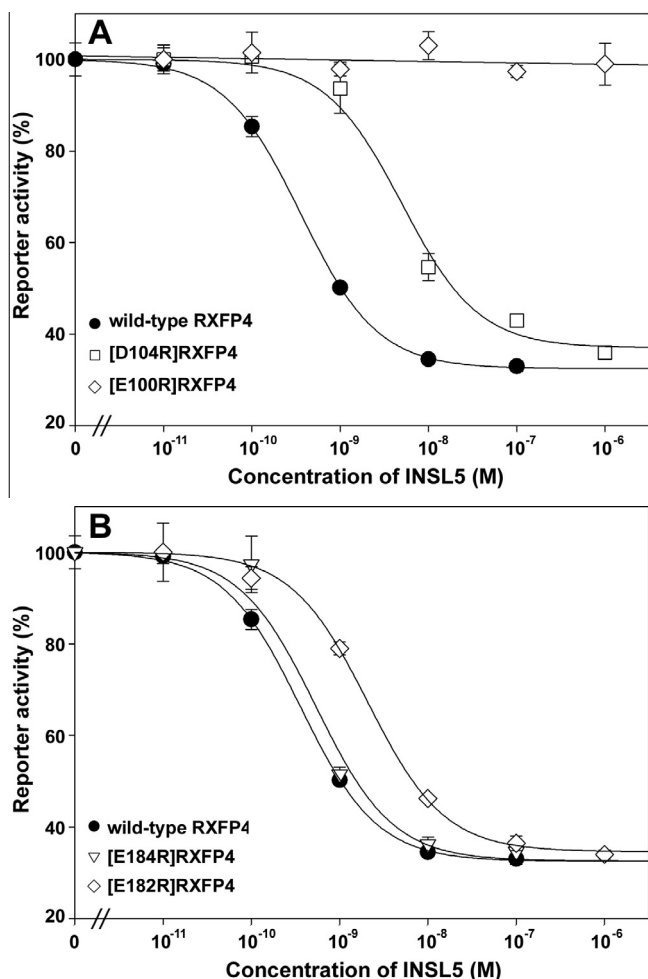 A
Reporter activity (%)
100
80
60
40
20
wild-type RXFP4
[D104R]RXFP4
[E100R]RXFP4
0 10⁻¹¹ 10⁻¹⁰ 10⁻⁹ 10⁻⁸ 10⁻⁷ 10⁻⁶
Concentration of INSL5 (M)
B
Reporter activity (%)
100
80
60
40
20
wild-type RXFP4
[E184R]RXFP4
[E182R]RXFP4
0 10⁻¹¹ 10⁻¹⁰ 10⁻⁹ 10⁻⁸ 10⁻⁷ 10⁻⁶
Concentration of INSL5 (M)